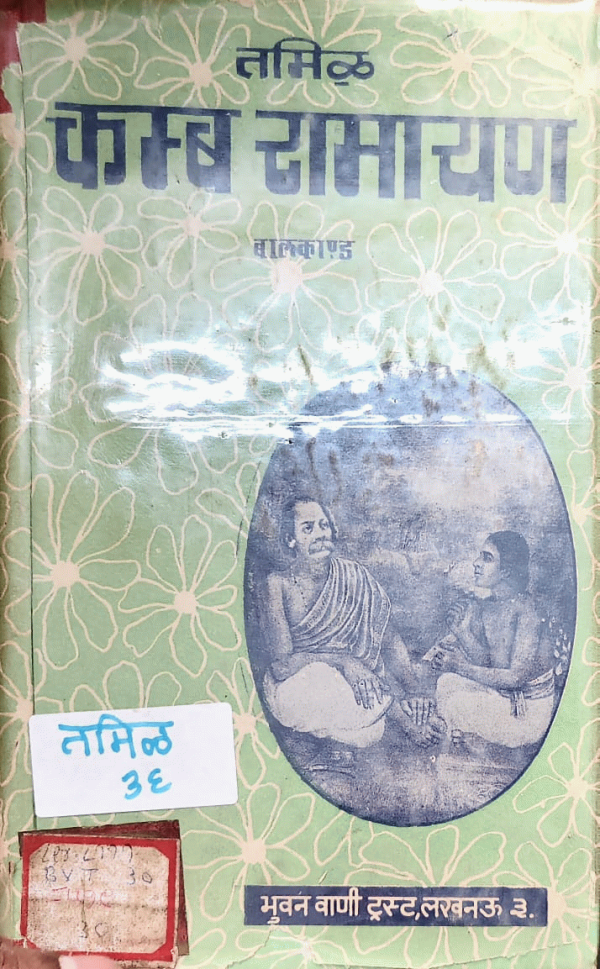 तमिऴ
कम्ब रामायण
बालकाण्ड
तमिळ
३६
भुवन वाणी ट्रस्ट,लखनऊ ३.